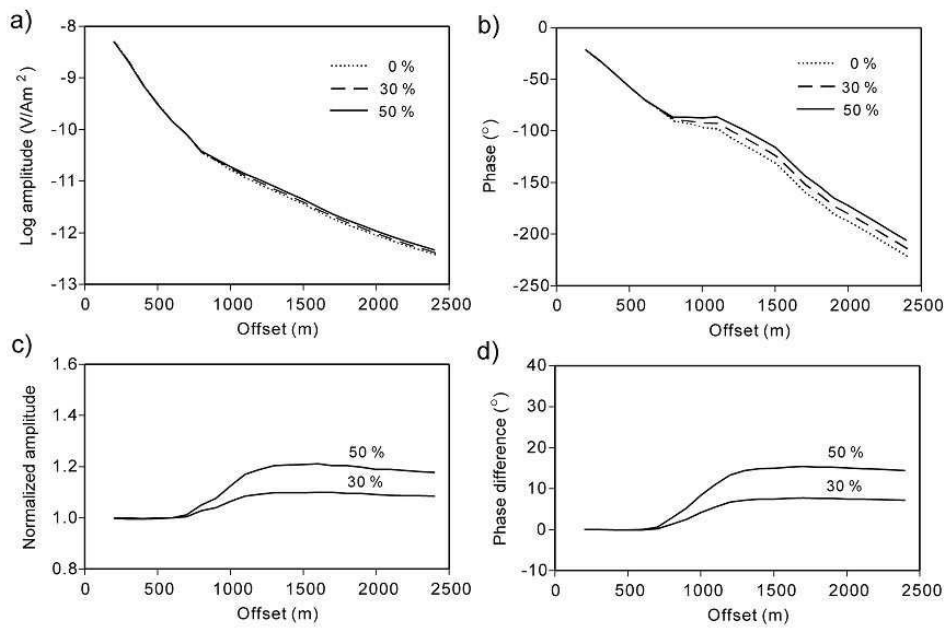 a)
-8
-9
-10
-11
-12
-13
Log amplitude (V/Am²)
0 %
30 %
50 %
0 500 1000 1500 2000 2500
Offset (m)
b)
0
-50
-100
-150
-200
-250
Phase (°)
0 %
30 %
50 %
0 500 1000 1500 2000 2500
Offset (m)
c)
1.6
1.4
1.2
1.0
0.8
Normalized amplitude
50 %
30 %
0 500 1000 1500 2000 2500
Offset (m)
d)
40
30
20
10
0
-10
Phase difference (°)
50 %
30 %
0 500 1000 1500 2000 2500
Offset (m)